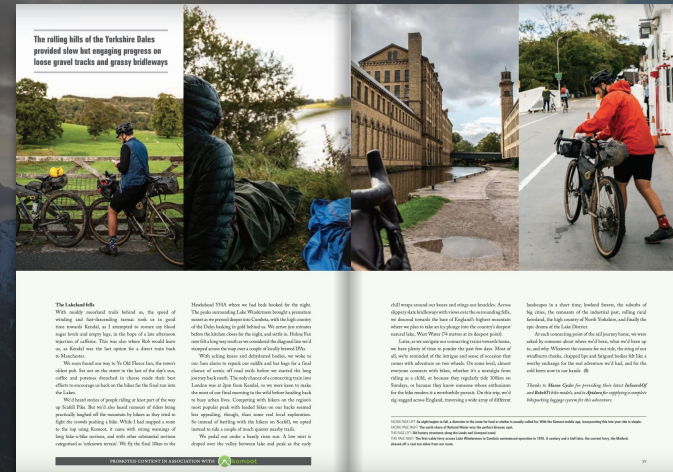 The rolling hills of the Yorkshire Dales
provided slow but engaging progress on
loose gravel tracks and grassy bridleways
The Lakeland fells
With muddy moorland trails behind us, the speed of
winding and fast-descending tarmac took us in good
time towards Kendal, as I attempted to restore my blood
sugar levels and empty legs, in the hope of a late afternoon
injection of caffeine. This was also where Rob would leave
us, as Kendal was the last option for a direct track back
to Manchester.
We soon found our way to Ye Old Fleece Inn, the town's
oldest pub. Sat out on the street in the last of the day's sun,
coffee and potatoes drenched in cheese made their best
efforts to encourage us back on the bikes for the final run into
the Lakes.
We'd heard stories of people riding at least part of the way
up Scafell Pike. But we'd also heard rumours of riders being
practically laughed off the mountain by hikers as they tried to
fight the crowds pushing a bike. While I had mapped a route
to the top using Komoot, it came with strong warnings of
long hike-a-bike sections, and with other substantial sections
categorised as 'unknown terrain'. We fly the final 30km to the
Hawkshead YHA where we had beds booked for the night.
The peaks around Lake Windermere brought a premature
sunset as we pressed deeper into Cumbria, with the high country
of the Dales basking in gold behind us. We arrive just minutes
before the kitchen closes for the night, and settle in. Holme Fen
now felt a long way south as we considered the diagonal line we'd
stamped across the map over a couple of locally brewed IPAs.
With aching knees and dehydrated bodies, we woke to
our 6am alarm to repack our saddle and bar bags for a final
chance of scenic off road trails before we started the long
journey back south. The only chance of a connecting train into
London was at 2pm from Kendal, so we were keen to make
the most of our final morning in the wild before heading back
to busy urban lives. Competing with hikers on the region's
most popular peak with loaded bikes on our backs seemed
less appealing, though, than some real local exploration.
So instead of battling with the hikers on Scafell, we opted
instead to ride a couple of much quieter nearby trails.
We pedal out under a barely risen sun. A low mist is
draped over the valley between lake and peak as the early
chill wraps around our knees and stings our knuckles. Across
slippery slate bridleways with views over the surrounding fells,
we descend towards the base of England's highest mountain
where we plan to take an icy plunge into the country's deepest
natural lake, Wast Water (74 metres at its deepest point).
Later, as we navigate our connecting trains towards home,
we have plenty of time to ponder the past five days. Most of
all, we're reminded of the intrigue and sense of occasion that
comes with adventure on two wheels. On some level, almost
everyone connects with bikes, whether it's a nostalgia from
riding as a child, or because they regularly ride 100km on
Sundays, or because they know someone whose enthusiasm
for the bike renders it a worthwhile pursuit. On this trip, we'd
zig-zagged across England, traversing a wide array of different
landscapes in a short time; lowland forests, the suburbs of
big cities, the remnants of the industrial past, rolling rural
farmland, the high country of North Yorkshire, and finally the
epic drama of the Lake District.
At each connecting point of the rail journey home, we were
asked by someone about where we'd been, what we'd been up
to, and why. Whatever the reasons for our ride, the sting of our
windburnt cheeks, chapped lips and fatigued bodies felt like a
worthy exchange for the real adventure we'd had, and for the
cold beers now in our hands.
Thanks to Mason Cycles for providing their latest InSearchOf
and Bokeh Ti bike models, and to Apidura for supplying a complete
bikepacking luggage system for this adventure.
PROMOTED CONTENT IN ASSOCIATION WITH komoot